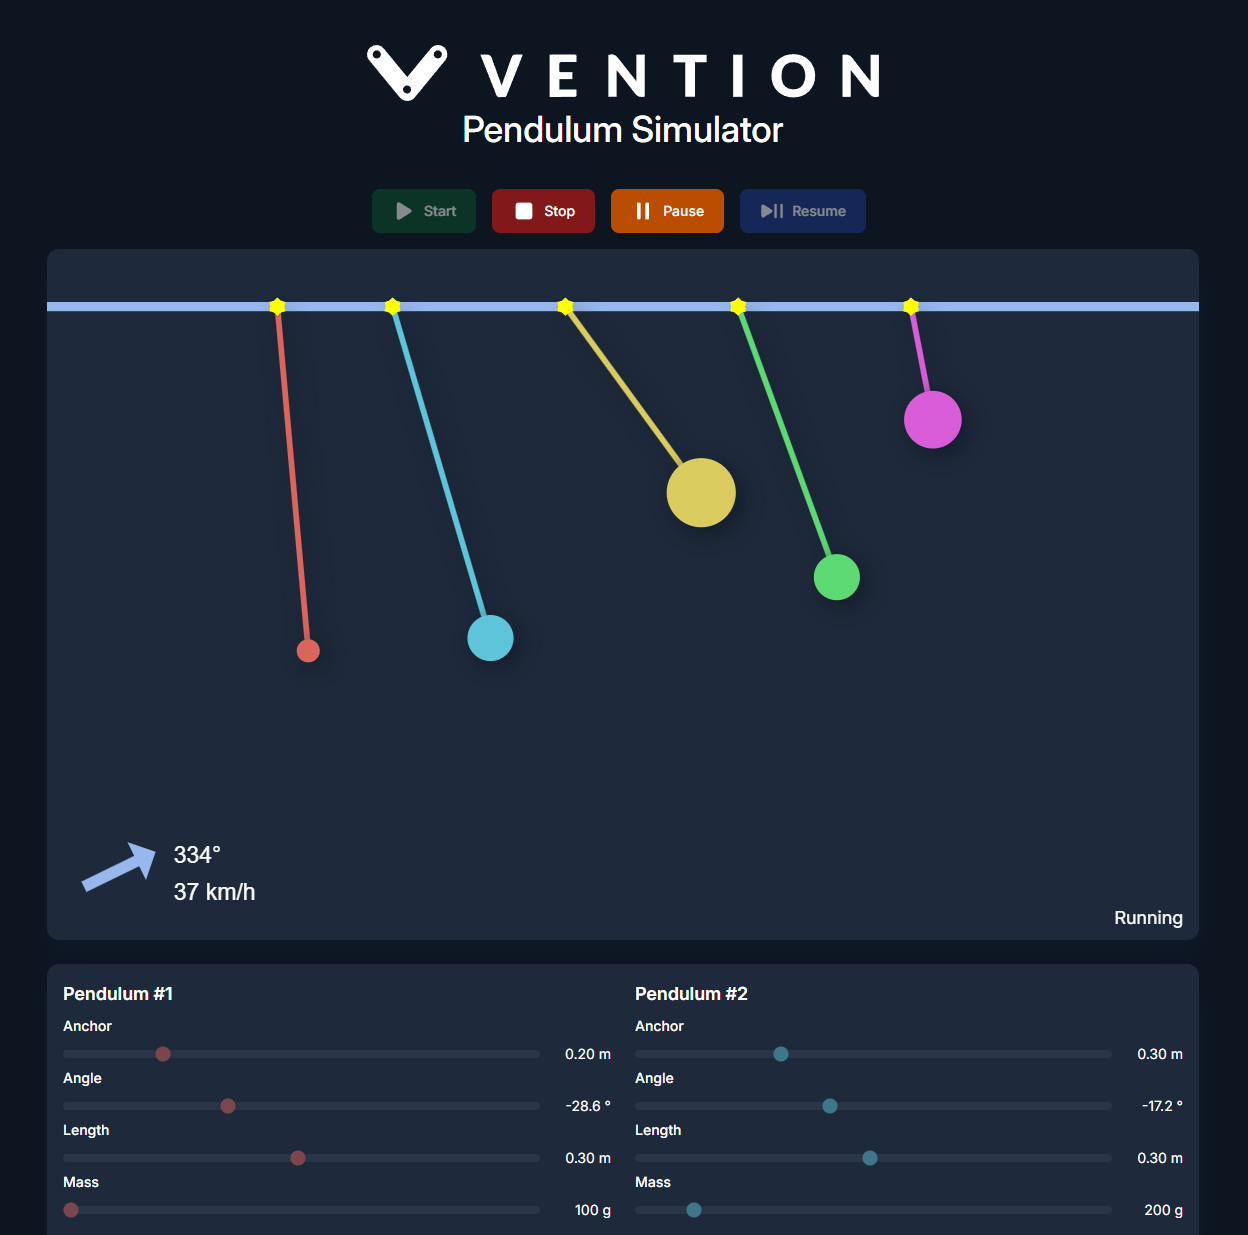 VENTION
Pendulum Simulator
Start Stop Pause Resume
334°
37 km/h
Running
Pendulum #1
Anchor
0.20 m
Angle
-28.6 °
Length
0.30 m
Mass
100 g
Pendulum #2
Anchor
0.30 m
Angle
-17.2 °
Length
0.30 m
Mass
200 g